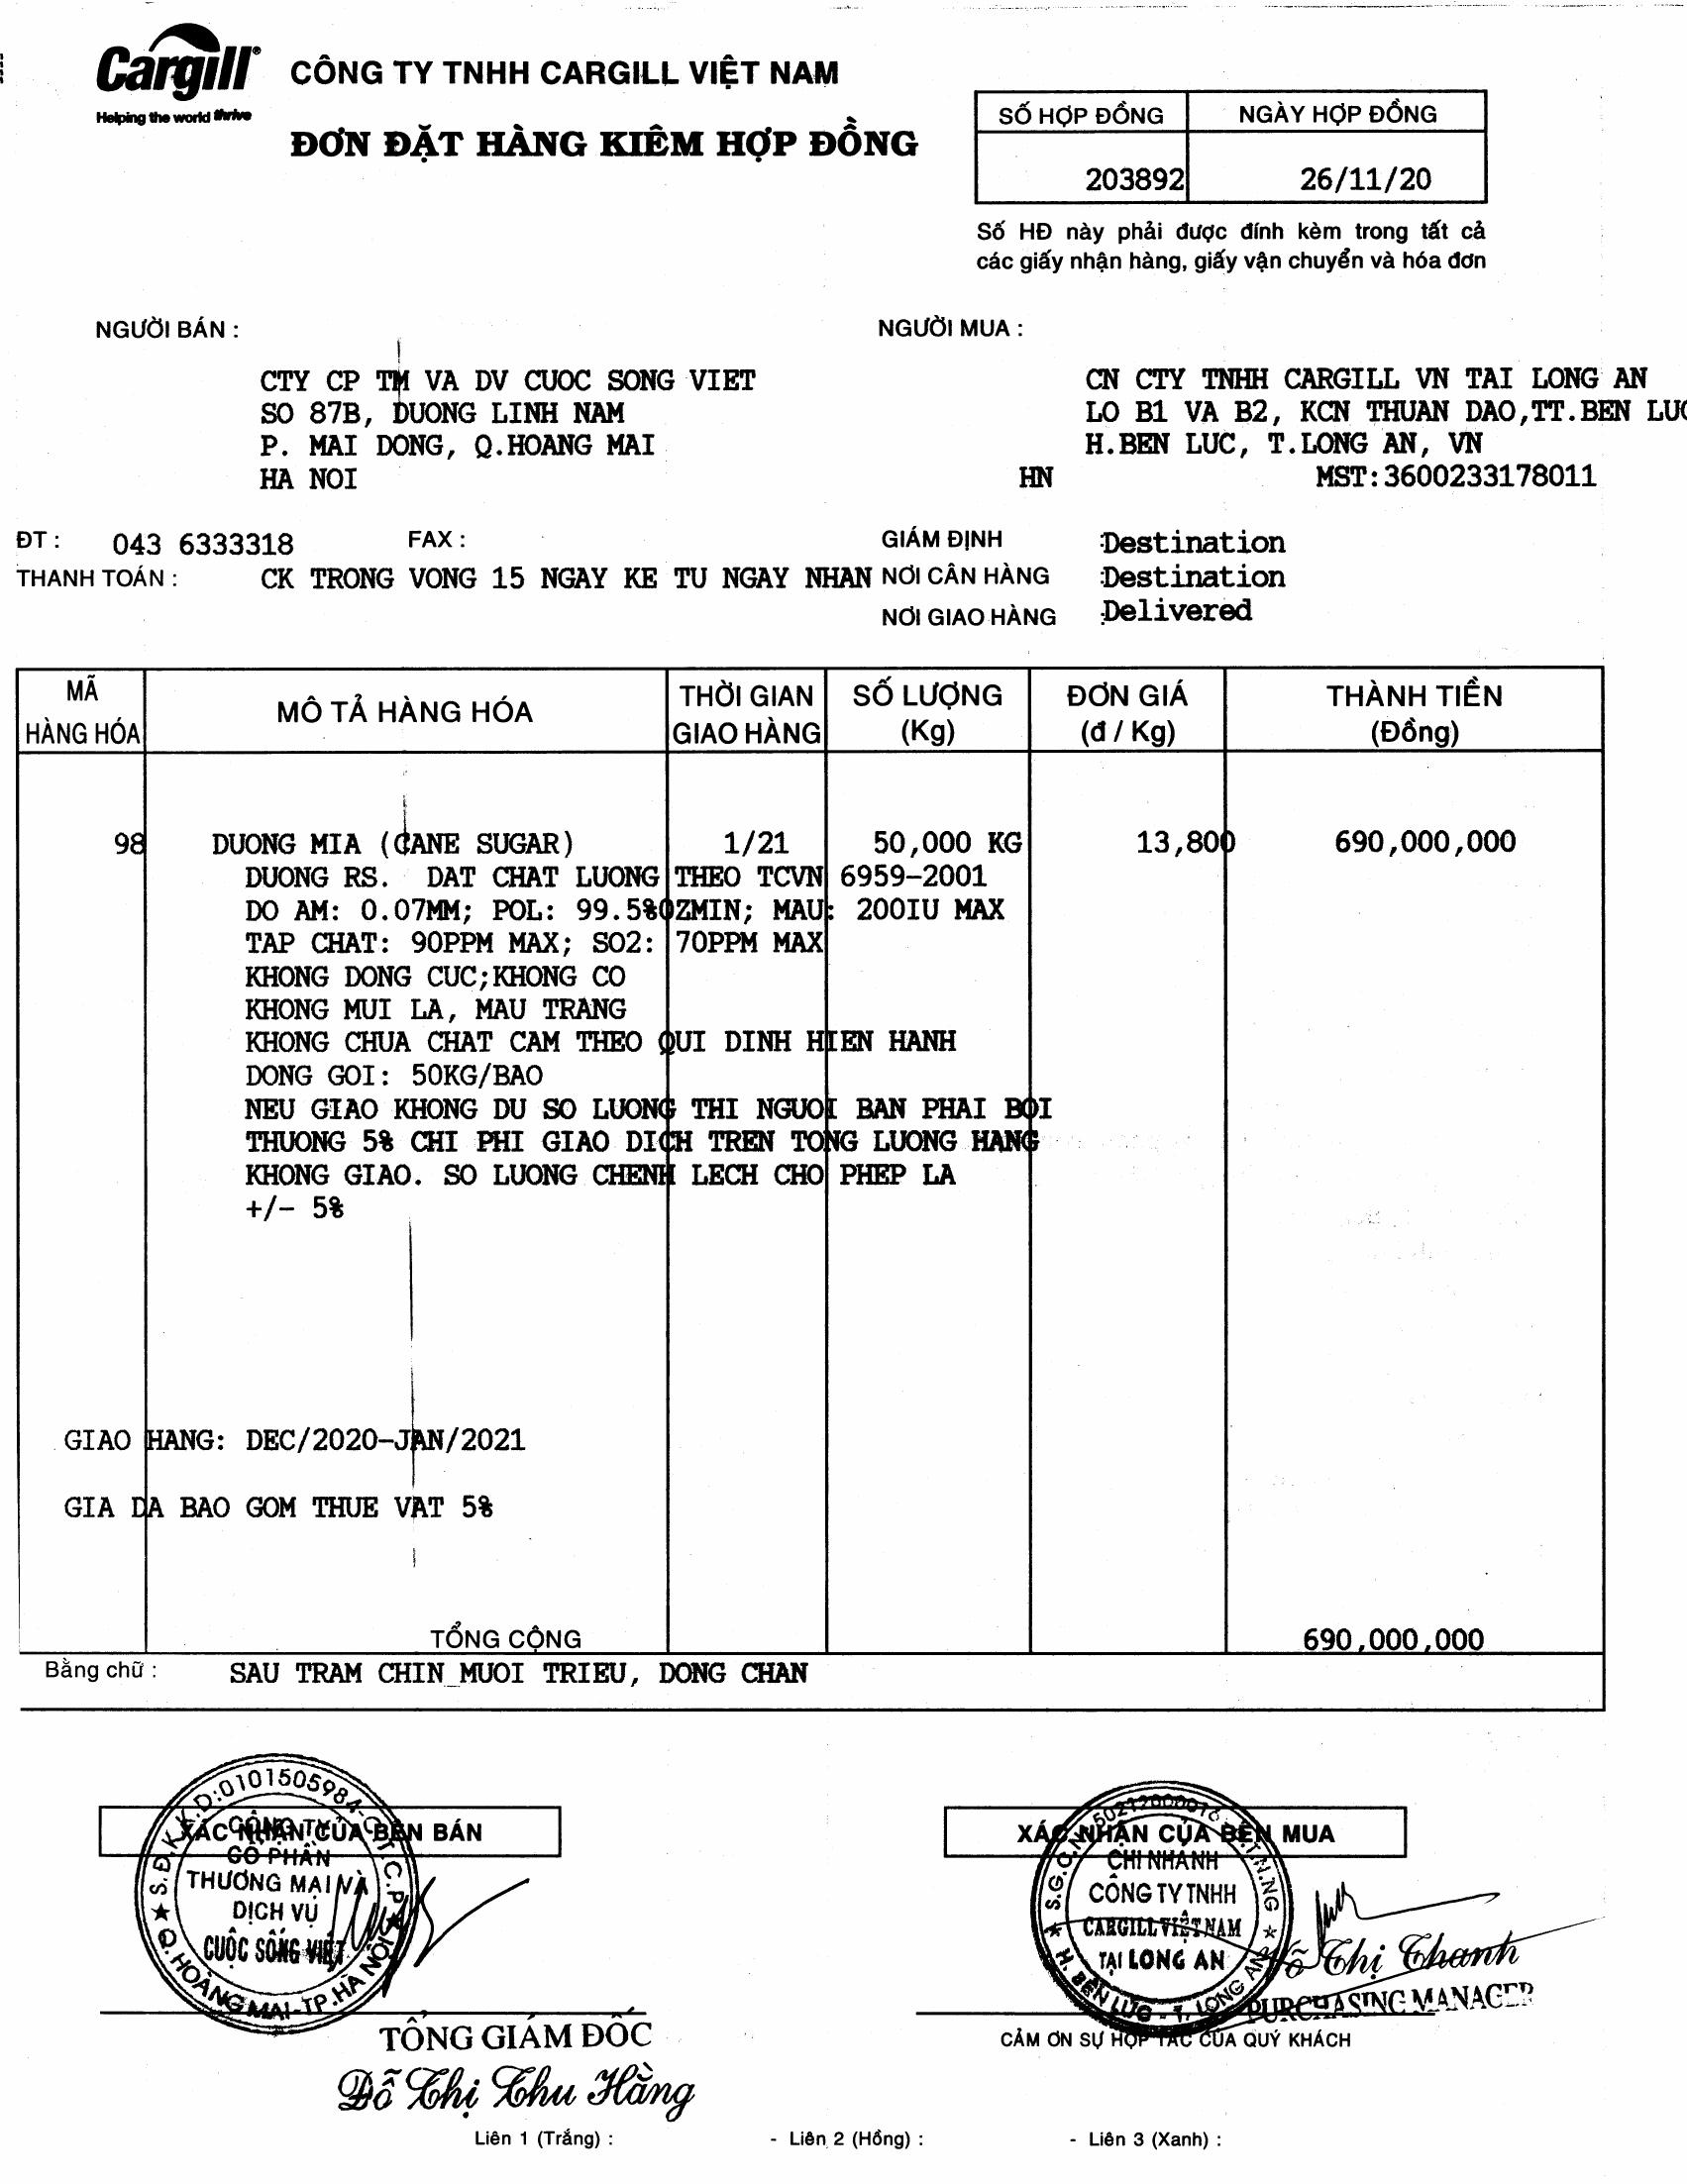 Cargill®
Helping the world thrive
CÔNG TY TNHH CARGILL VIỆT NAM
ĐƠN ĐẶT HÀNG KIÊM HỢP ĐỒNG
SỐ HỢP ĐỒNG NGÀY HỢP ĐỒNG
203892 26/11/20
Số HĐ này phải được đính kèm trong tất cả
các giấy nhận hàng, giấy vận chuyển và hóa đơn
NGƯỜI BÁN :
CTY CP TM VA DV CUOC SONG VIET
SO 87B, DUONG LINH NAM
P. MAI DONG, Q.HOANG MAI
HA NOI HN
NGƯỜI MUA :
CN CTY TNHH CARGILL VN TAI LONG AN
LO B1 VA B2, KCN THUAN DAO,TT.BEN LUC
H.BEN LUC, T.LONG AN, VN
MST:3600233178011
ĐT : 043 6333318 FAX :
THANH TOÁN : CK TRONG VONG 15 NGAY KE TU NGAY NHAN
GIÁM ĐỊNH :Destination
NƠI CÂN HÀNG :Destination
NƠI GIAO HÀNG :Delivered
MÃ HÀNG HÓA MÔ TẢ HÀNG HÓA THỜI GIAN GIAO HÀNG SỐ LƯỢNG (Kg) ĐƠN GIÁ (đ / Kg) THÀNH TIỀN (Đồng)
98 DUONG MIA (CANE SUGAR) 1/21 50,000 KG 13,800 690,000,000
DUONG RS. DAT CHAT LUONG THEO TCVN 6959-2001
DO AM: 0.07MM; POL: 99.5%OZMIN; MAU: 200IU MAX
TAP CHAT: 90PPM MAX; SO2: 70PPM MAX
KHONG DONG CUC;KHONG CO
KHONG MUI LA, MAU TRANG
KHONG CHUA CHAT CAM THEO QUI DINH HIEN HANH
DONG GOI: 50KG/BAO
NEU GIAO KHONG DU SO LUONG THI NGUOI BAN PHAI BOI
THUONG 5% CHI PHI GIAO DICH TREN TONG LUONG HANG
KHONG GIAO. SO LUONG CHENH LECH CHO PHEP LA
+/- 5%
GIAO HANG: DEC/2020-JAN/2021
GIA DA BAO GOM THUE VAT 5%
TỔNG CỘNG 690,000,000
Bằng chữ : SAU TRAM CHIN MUOI TRIEU, DONG CHAN
XÁC NHẬN CỦA BÊN BÁN
S.Đ.K.K.D:0101505984-C.T.C.P
CÔNG TY
CỔ PHẦN
THƯƠNG MẠI VÀ
DỊCH VỤ
CUỘC SỐNG VIỆT
Q. HOÀNG MAI-TP. HÀ NỘI
TỔNG GIÁM ĐỐC
Đỗ Thị Thu Hằng
XÁC NHẬN CỦA BÊN MUA
CHI NHÁNH
CÔNG TY TNHH
CARGILL VIỆT NAM
TẠI LONG AN
H. BẾN LỨC - T. LONG AN
Thị Thanh
PURCHASING MANAGER
CẢM ƠN SỰ HỢP TÁC CỦA QUÝ KHÁCH
Liên 1 (Trắng) : - Liên 2 (Hồng) : - Liên 3 (Xanh) :